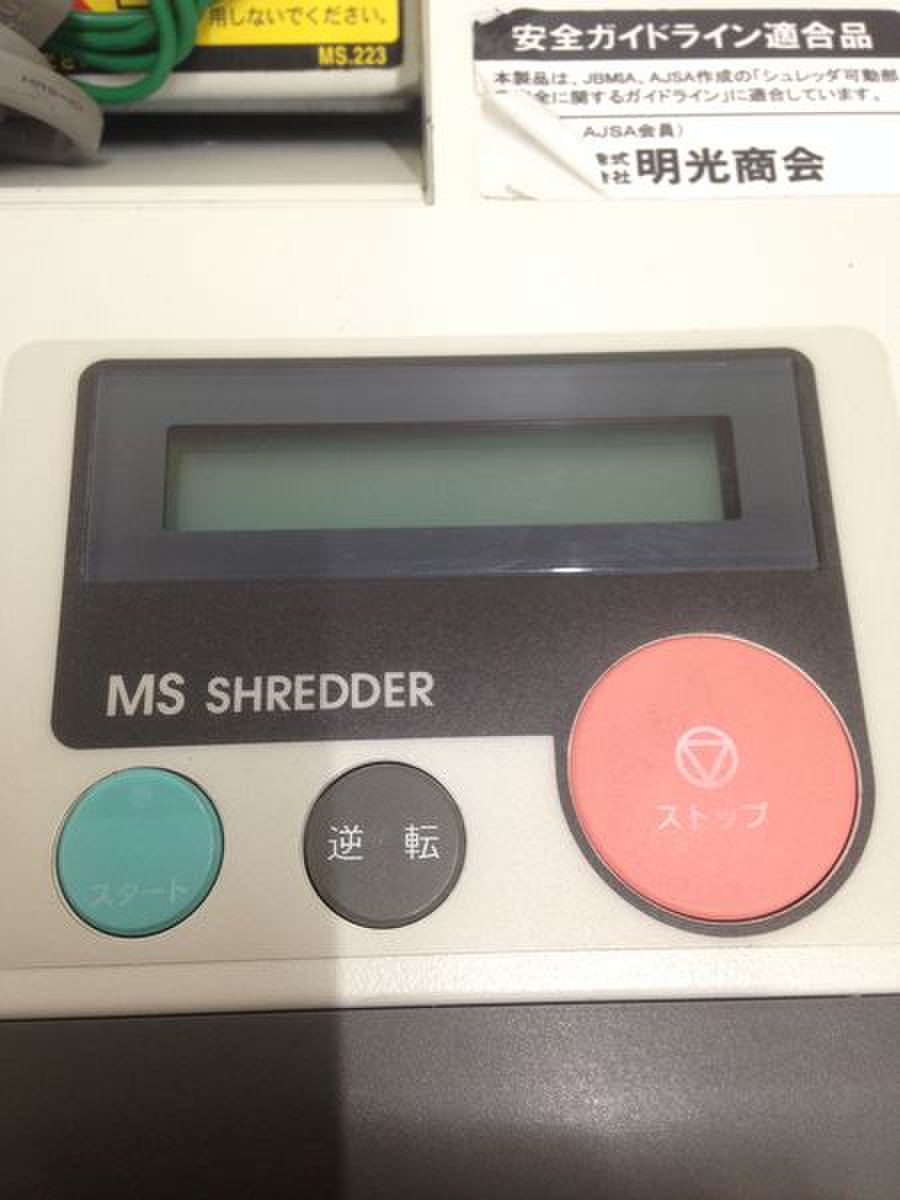 用しないでください。
MS.223
安全ガイドライン適合品
本製品は、JBMIA、AJSA作成の「シュレッダ可動部
全に関するガイドライン」に適合しています。
AJSA会員）
明光商会
MS SHREDDER
スタート
逆 転
ストップ